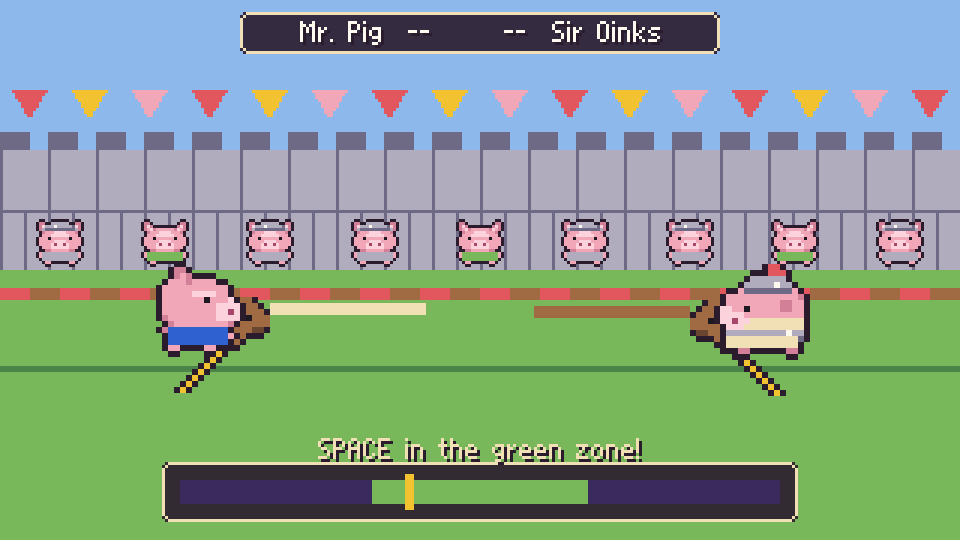 Mr. Pig -- -- Sir Oinks
SPACE in the green zone!